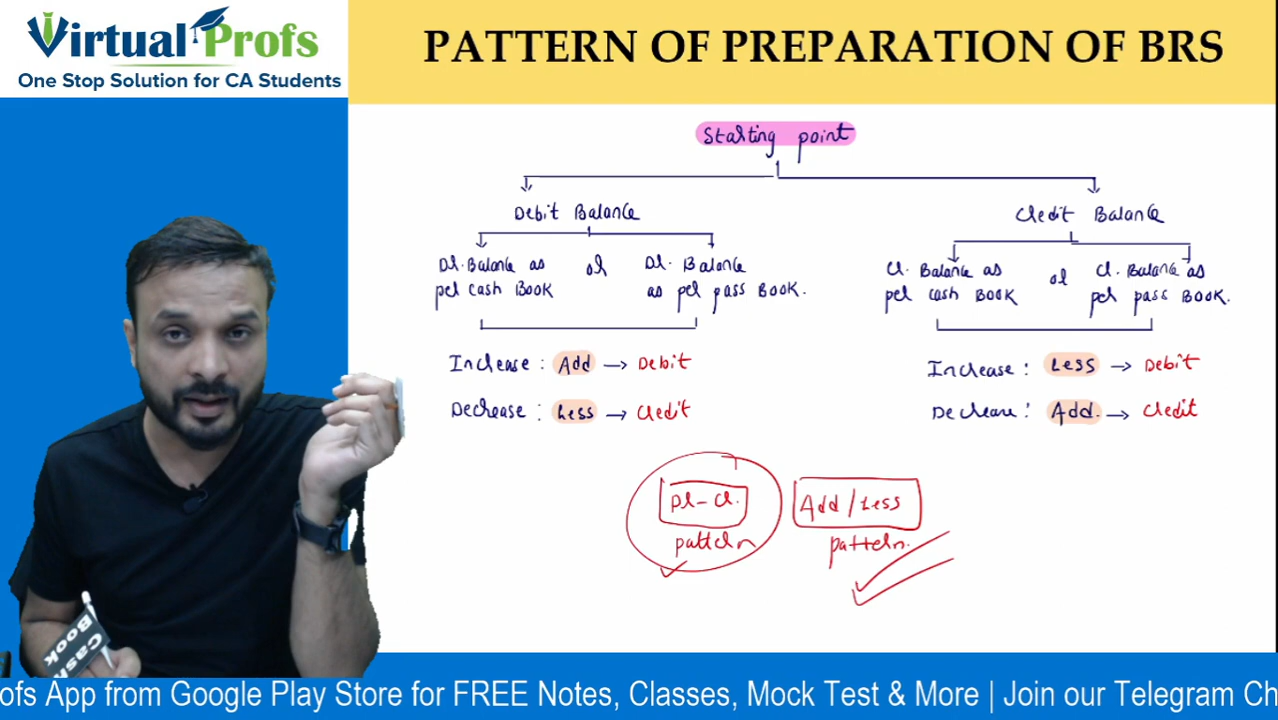 Virtual Profs
One Stop Solution for CA Students
PATTERN OF PREPARATION OF BRS
Starting point
Debit Balance
Credit Balance
Dr. Balance as
per cash Book
or
Dr. Balance
as per pass Book.
Cr. Balance as
per cash Book
or
Cr. Balance as
per pass Book.
Increase: Add → Debit
Decrease: Less → Credit
Increase: Less → Debit
Decrease: Add. → Credit
Dr-Cr.
pattern
Add/Less
pattern.
Cash
Book
ofs App from Google Play Store for FREE Notes, Classes, Mock Test & More | Join our Telegram Ch